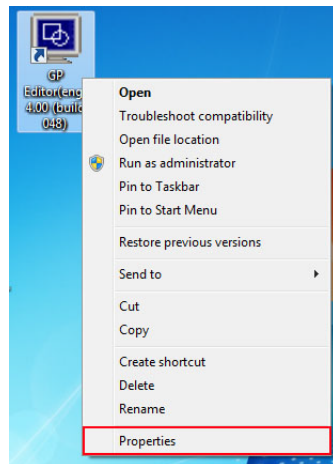 GP
Editor(eng
4.00 (build
048)
Open
Troubleshoot compatibility
Open file location
Run as administrator
Pin to Taskbar
Pin to Start Menu
Restore previous versions
Send to
Cut
Copy
Create shortcut
Delete
Rename
Properties